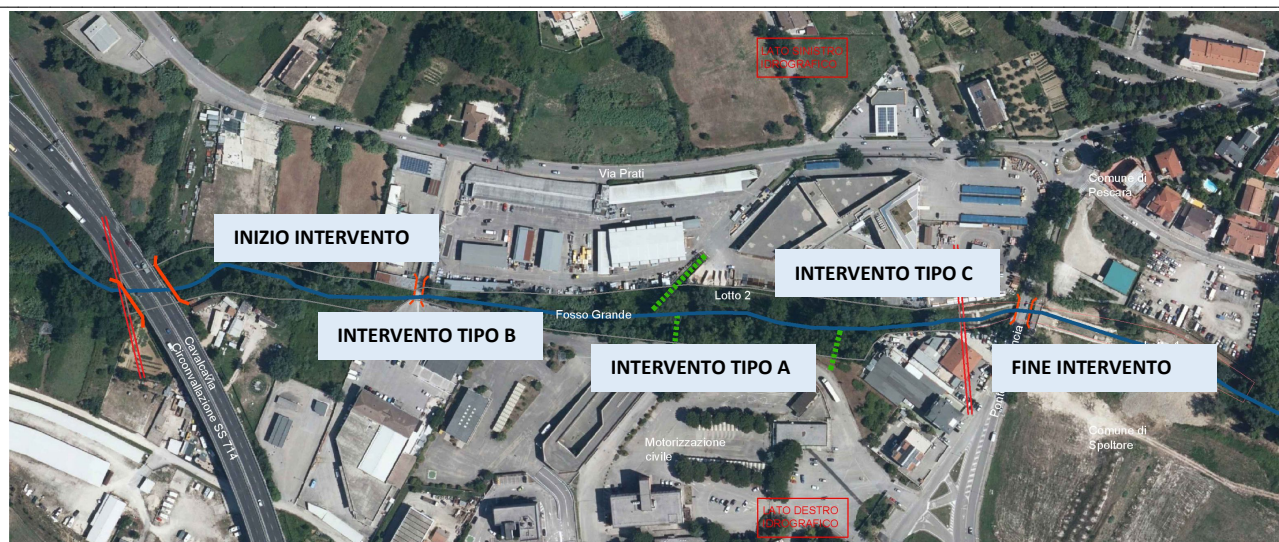 LATO SINISTRO
IDROGRAFICO
Via Prati
Comune di
Pescara
INIZIO INTERVENTO
INTERVENTO TIPO C
Lotto 2
Fosso Grande
INTERVENTO TIPO B
INTERVENTO TIPO A
FINE INTERVENTO
Cavalcavia
Circonvallazione SS 714
Motorizzazione
civile
Comune di
Speltore
LATO DESTRO
IDROGRAFICO